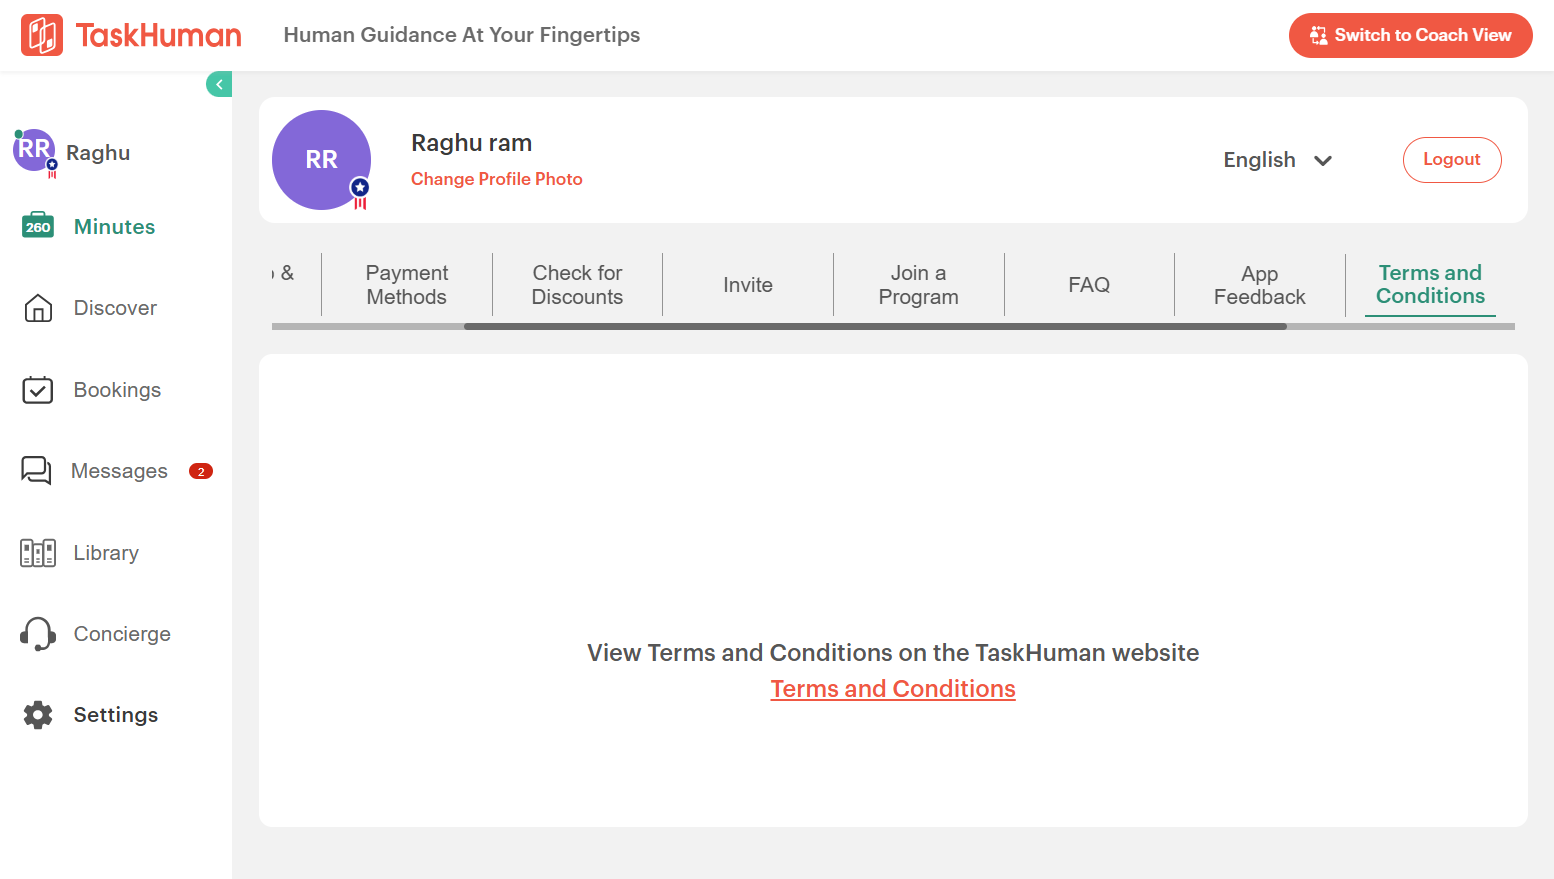 TaskHuman
Human Guidance At Your Fingertips
Switch to Coach View
RR
Raghu
260
Minutes
Discover
Bookings
Messages
2
Library
Concierge
Settings
RR
Raghu ram
Change Profile Photo
English
Logout
&
Payment
Methods
Check for
Discounts
Invite
Join a
Program
FAQ
App
Feedback
Terms and
Conditions
View Terms and Conditions on the TaskHuman website
Terms and Conditions